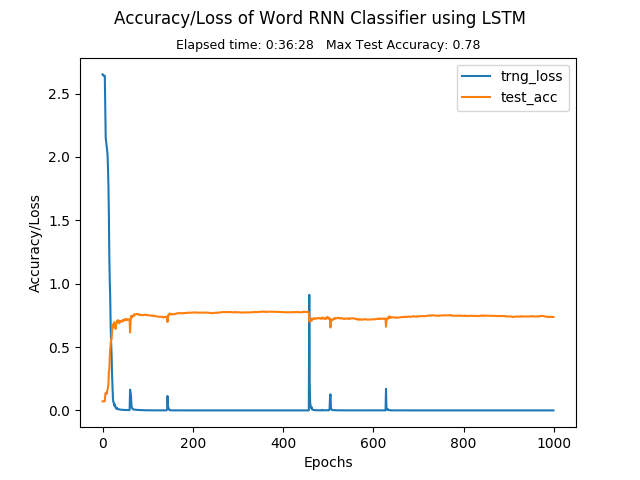 Accuracy/Loss of Word RNN Classifier using LSTM
Elapsed time: 0:36:28   Max Test Accuracy: 0.78
trng_loss
test_acc
2.5
2.0
1.5
1.0
0.5
0.0
Accuracy/Loss
0 200 400 600 800 1000
Epochs